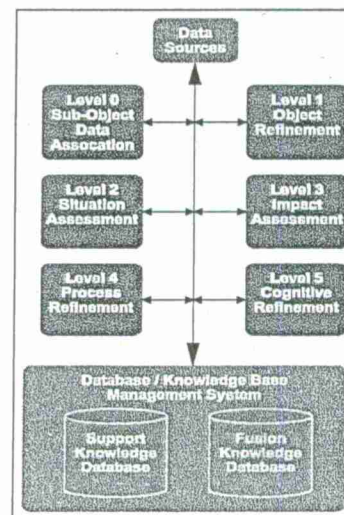 Data
Sources
Level 0
Sub-Object
Data
Assocation
Level 1
Object
Refinement
Level 2
Situation
Assessment
Level 3
Impact
Assessment
Level 4
Process
Refinement
Level 5
Cognitive
Refinement
Database / Knowledge Base
Management System
Support
Knowledge
Database
Fusion
Knowledge
Database